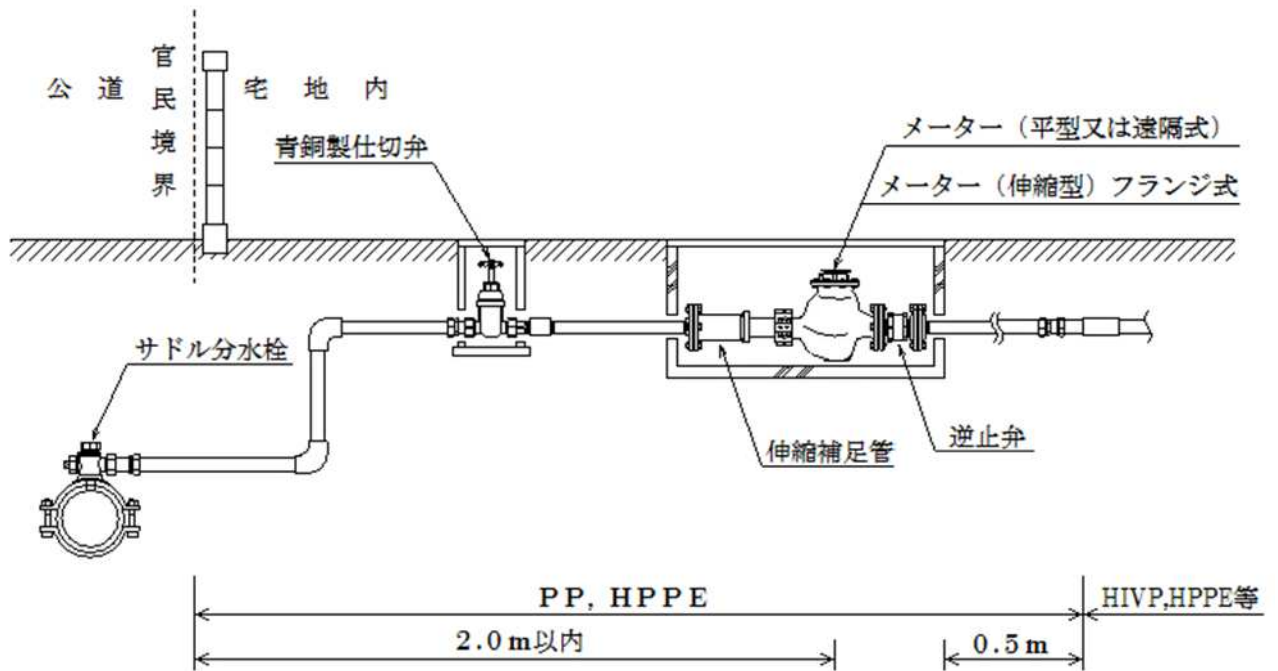 公道
官民境界
宅地内
青銅製仕切弁
メーター（平型又は遠隔式）
メーター（伸縮型）フランジ式
サドル分水栓
伸縮補足管
逆止弁
PP, HPPE
HIVP,HPPE等
2.0m以内
0.5m